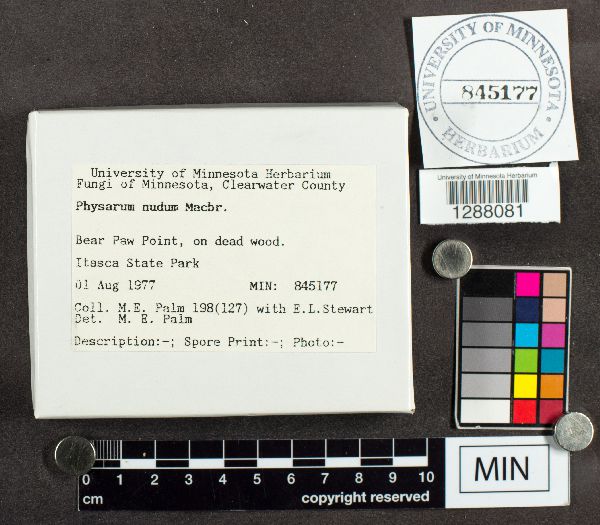 UNIVERSITY OF MINNESOTA
845177
HERBARIUM
University of Minnesota Herbarium
Fungi of Minnesota, Clearwater County
Physarum nudum Macbr.
Bear Paw Point, on dead wood.
Itasca State Park
01 Aug 1977 MIN: 845177
Coll. M.E. Palm 198(127) with E.L.Stewart
Det. M. E. Palm
Description:-; Spore Print:-; Photo:-
University of Minnesota Herbarium
1288081
0 1 2 3 4 5 6 7 8 9 10
cm copyright reserved
MIN